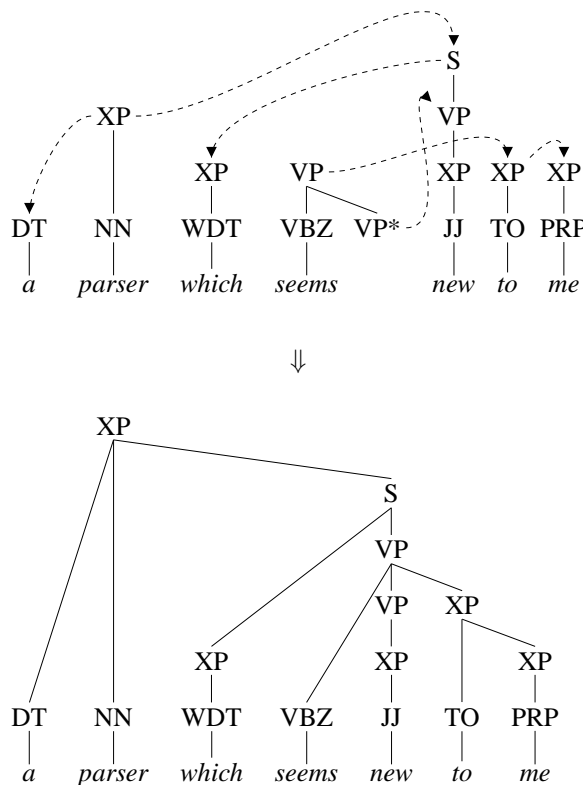 S
XP VP
XP VP XP XP XP
DT NN WDT VBZ VP* JJ TO PRP
a parser which seems new to me
⇓
XP
S
VP
VP XP
XP XP XP
DT NN WDT VBZ JJ TO PRP
a parser which seems new to me